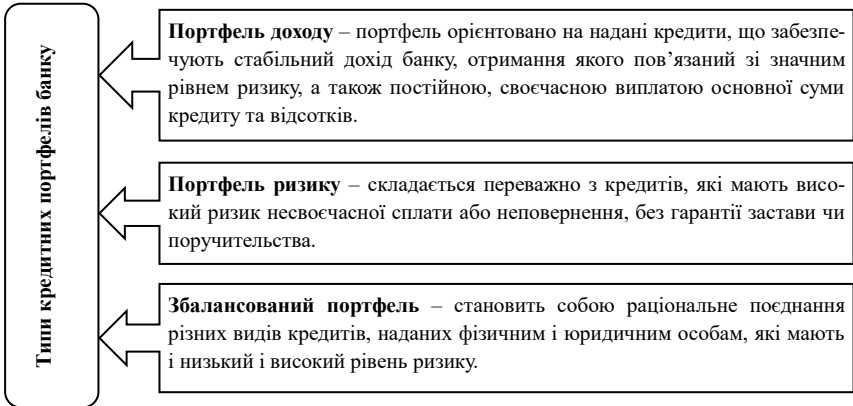 Типи кредитних портфелів банку
Портфель доходу – портфель орієнтовано на надані кредити, що забезпе-
чують стабільний дохід банку, отримання якого пов’язаний зі значним
рівнем ризику, а також постійною, своєчасною виплатою основної суми
кредиту та відсотків.
Портфель ризику – складається переважно з кредитів, які мають висо-
кий ризик несвоєчасної сплати або неповернення, без гарантії застави чи
поручительства.
Збалансований портфель – становить собою раціональне поєднання
різних видів кредитів, наданих фізичним і юридичним особам, які мають
і низький і високий рівень ризику.